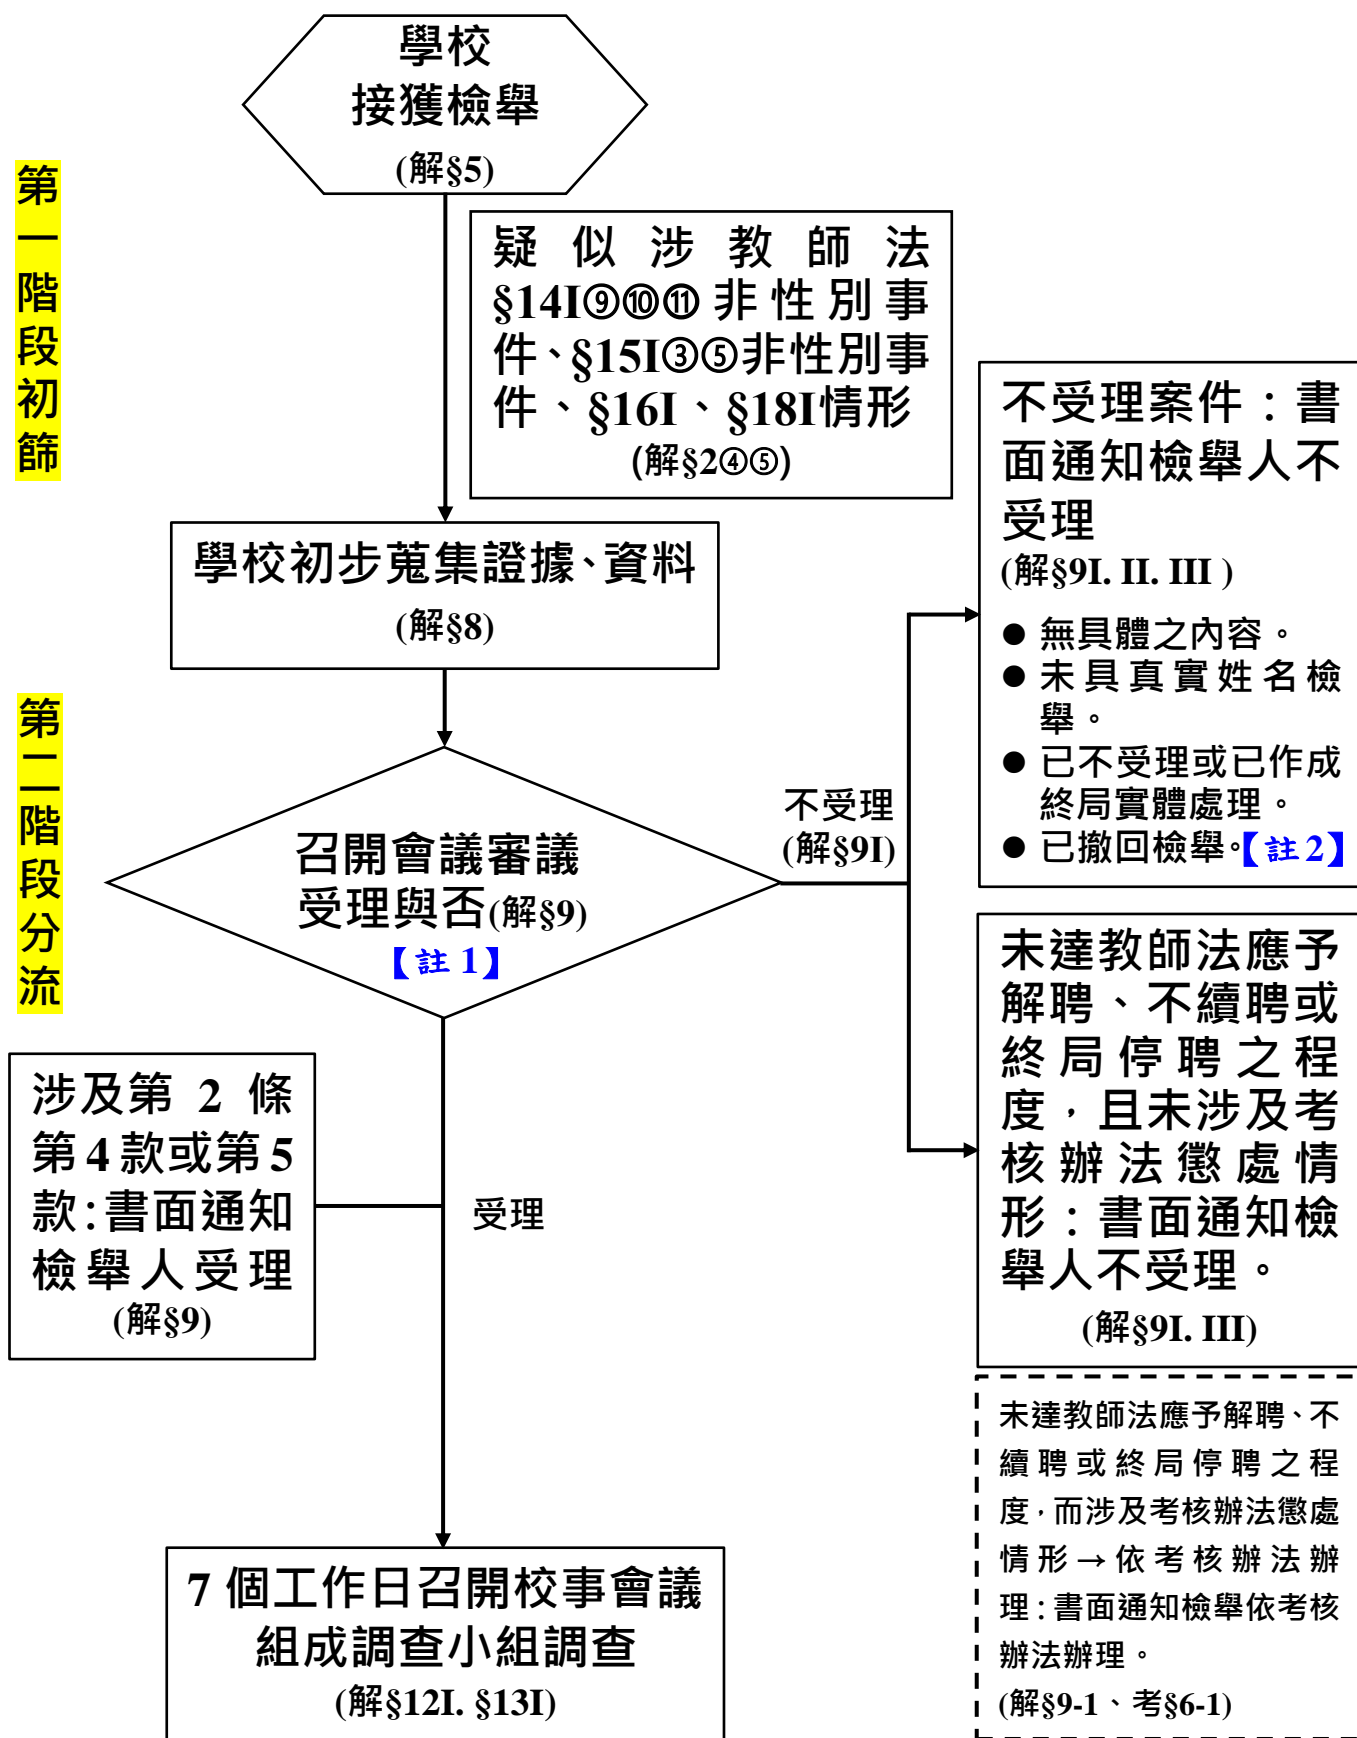 學校
接獲檢舉
(解§5)
第一階段初篩
疑似涉教師法
§14I⑨⑩⑪非性別事
件、§15I③⑤非性別事
件、§16I、§18I情形
(解§2④⑤)
學校初步蒐集證據、資料
(解§8)
第二階段分流
召開會議審議
受理與否(解§9)
【註1】
不受理
(解§9I)
不受理案件：書
面通知檢舉人不
受理
(解§9I. II. III )
● 無具體之內容。
● 未具真實姓名檢
舉。
● 已不受理或已作成
終局實體處理。
● 已撤回檢舉。【註2】
未達教師法應予
解聘、不續聘或
終局停聘之程
度，且未涉及考
核辦法懲處情
形：書面通知檢
舉人不受理。
(解§9I. III)
涉及第 2 條
第4款或第5
款：書面通知
檢舉人受理
(解§9)
受理
未達教師法應予解聘、不
續聘或終局停聘之程
度，而涉及考核辦法懲處
情形→依考核辦法辦
理：書面通知檢舉依考核
辦法辦理。
(解§9-1、考§6-1)
7 個工作日召開校事會議
組成調查小組調查
(解§12I. §13I)